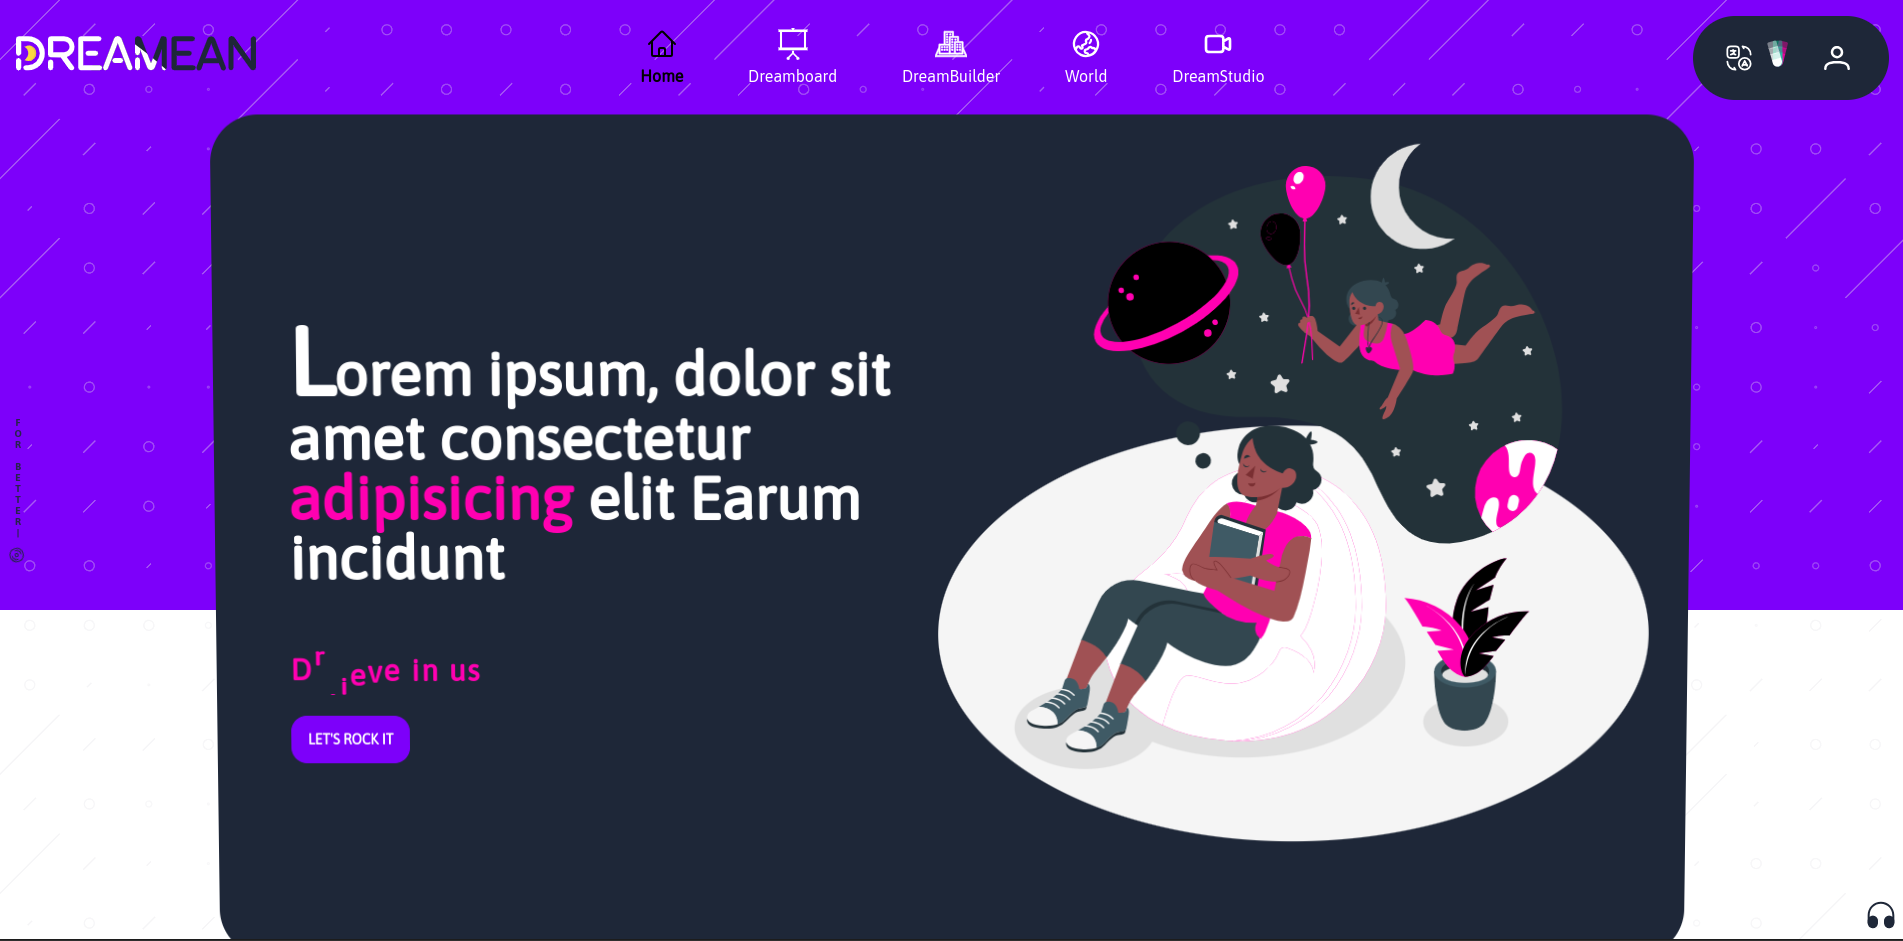 DREAMEAN
Home
Dreamboard
DreamBuilder
World
DreamStudio
Lorem ipsum, dolor sit
amet consectetur
adipisicing elit Earum
incidunt
Dr ieve in us
LET'S ROCK IT
FOR BETTER